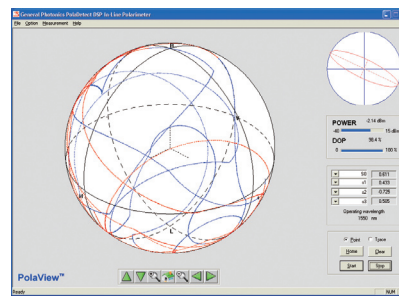 General Photonics PolaDetect DSP In-Line Polarimeter
File Option Measurement Help
R
L
POWER -2.14 dBm
-40 15 dBm
DOP 98.4 %
0 100 %
S0 0.611
s1 0.433
s2 -0.726
s3 0.505
Operating wavelength
1550 nm
Point Trace
Home Clear
Start Stop
PolaView™
Ready NUM